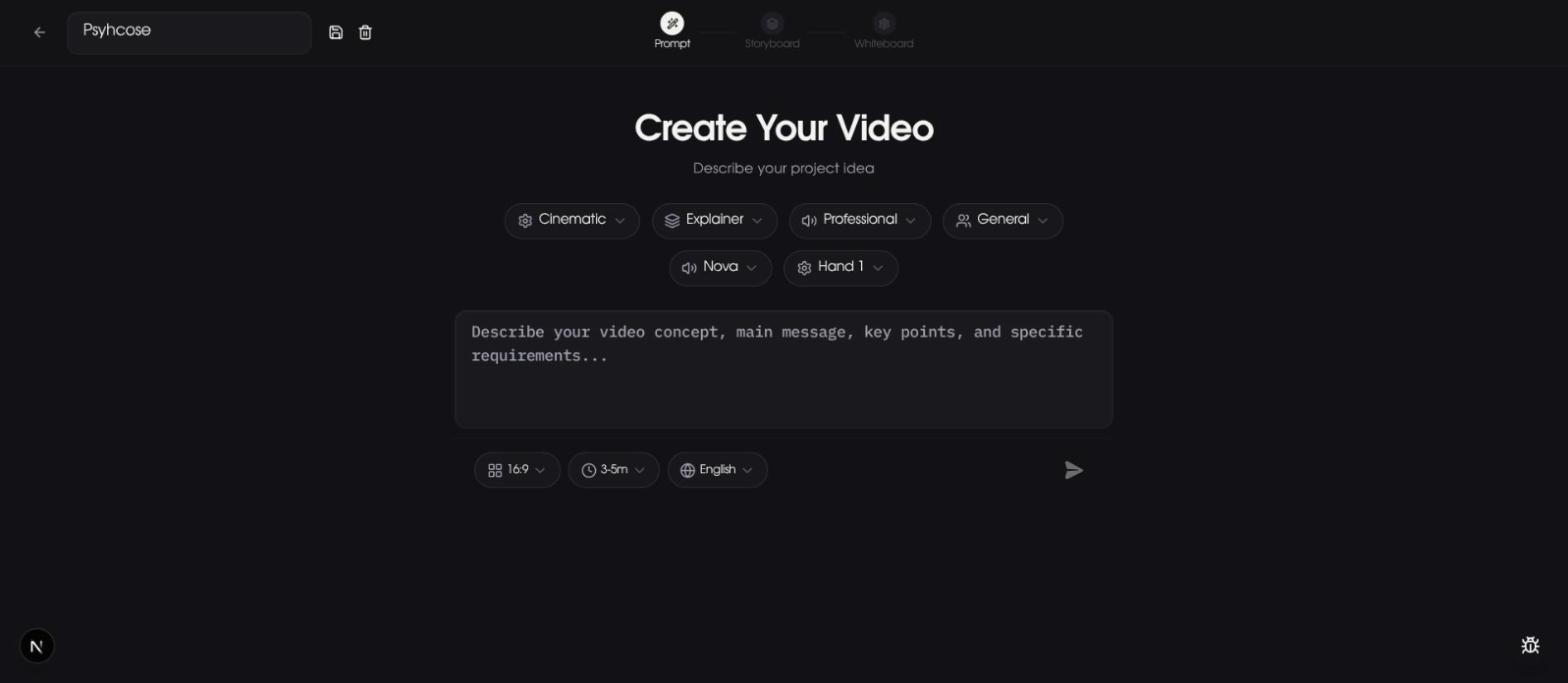 Psyhcose
Prompt
Storyboard
Whiteboard
Create Your Video
Describe your project idea
Cinematic
Explainer
Professional
General
Nova
Hand 1
Describe your video concept, main message, key points, and specific
requirements...
16:9
3-5m
English
N